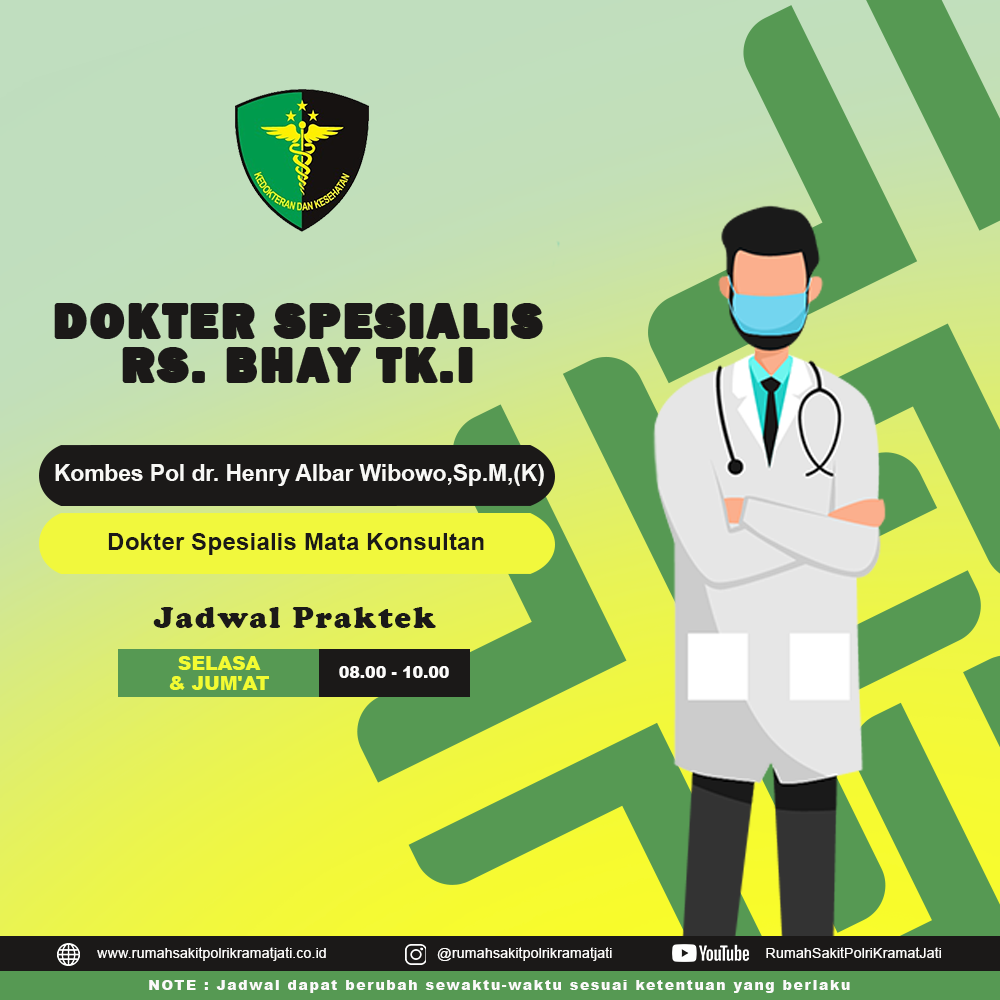 KEDOKTERAN DAN KESEHATAN
DOKTER SPESIALIS
RS. BHAY TK.I
Kombes Pol dr. Henry Albar Wibowo,Sp.M,(K)
Dokter Spesialis Mata Konsultan
Jadwal Praktek
SELASA
& JUM'AT
08.00 - 10.00
www.rumahsakitpolrikramatjati.co.id
@rumahsakitpolrikramatjati
YouTube RumahSakitPolriKramatJati
NOTE : Jadwal dapat berubah sewaktu-waktu sesuai ketentuan yang berlaku